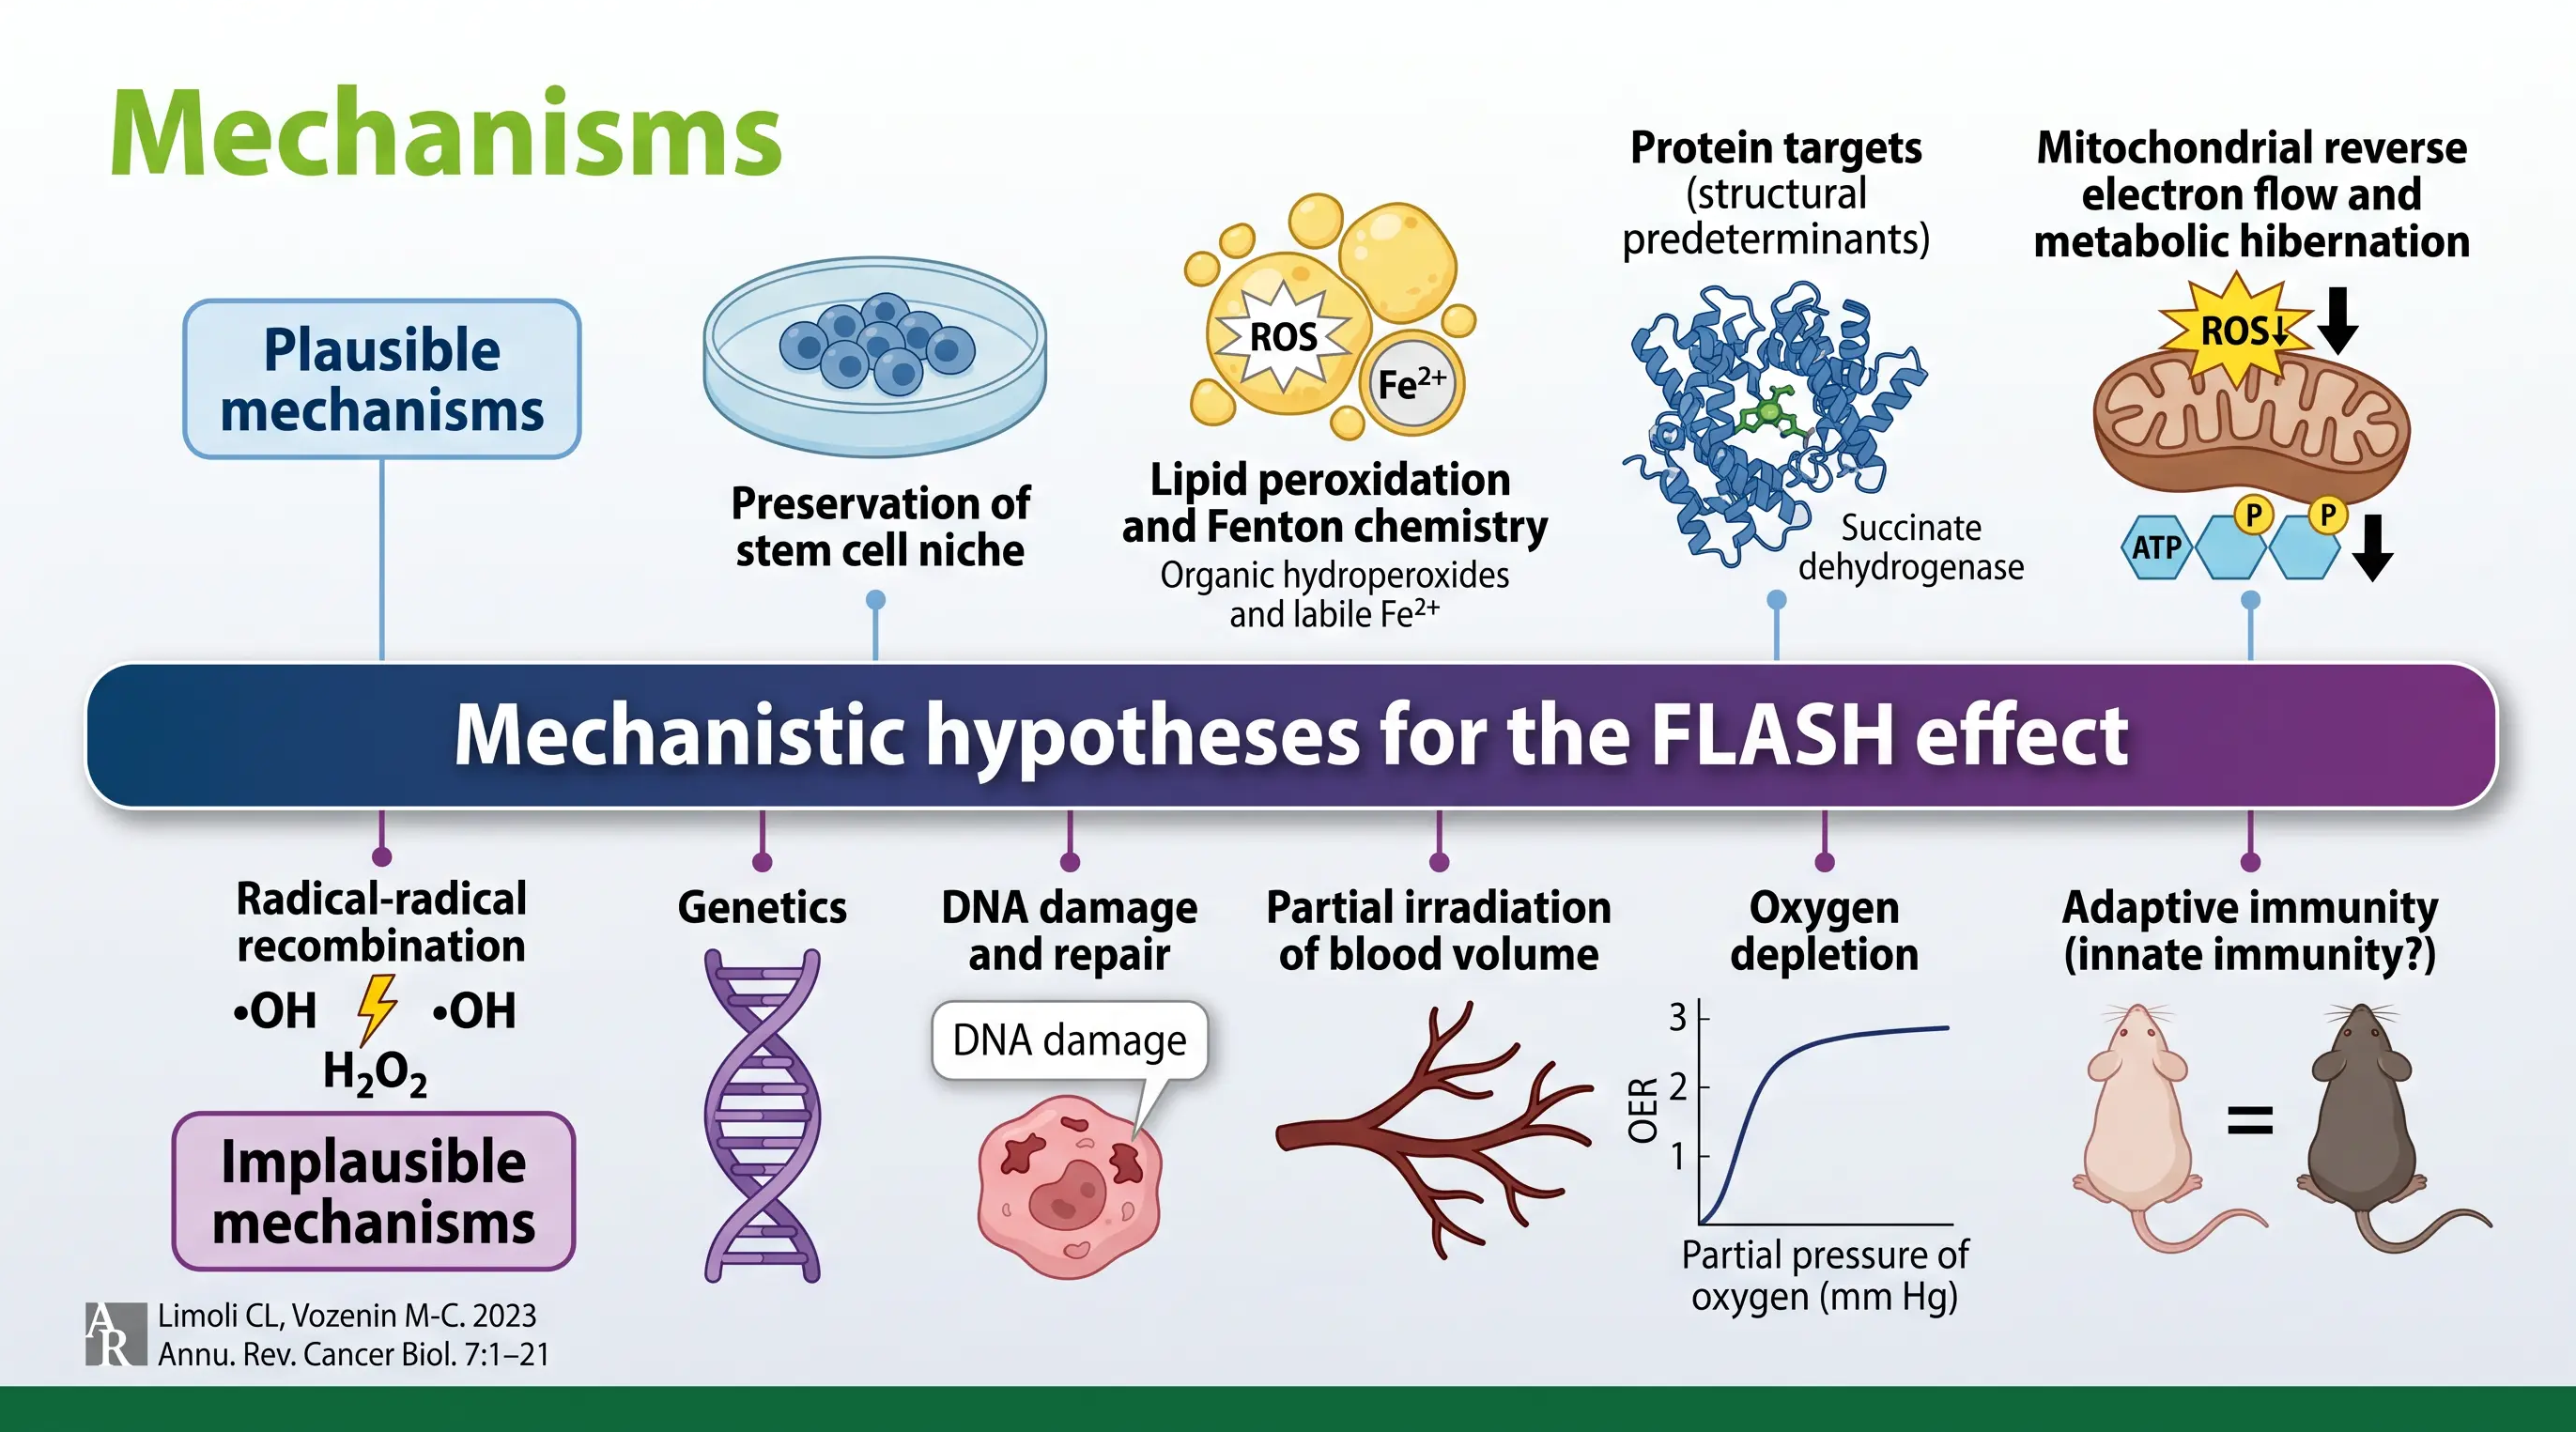 Mechanisms
Plausible
mechanisms
Preservation of
stem cell niche
ROS
Fe²⁺
Lipid peroxidation
and Fenton chemistry
Organic hydroperoxides
and labile Fe²⁺
Protein targets
(structural
predeterminants)
Succinate
dehydrogenase
Mitochondrial reverse
electron flow and
metabolic hibernation
ROS↓
P P
ATP
Mechanistic hypotheses for the FLASH effect
Radical-radical
recombination
•OH •OH
H₂O₂
Implausible
mechanisms
Genetics
DNA damage
and repair
DNA damage
Partial irradiation
of blood volume
Oxygen
depletion
3
2
1
OER
Partial pressure of
oxygen (mm Hg)
Adaptive immunity
(innate immunity?)
=
AR
Limoli CL, Vozenin M-C. 2023
Annu. Rev. Cancer Biol. 7:1–21